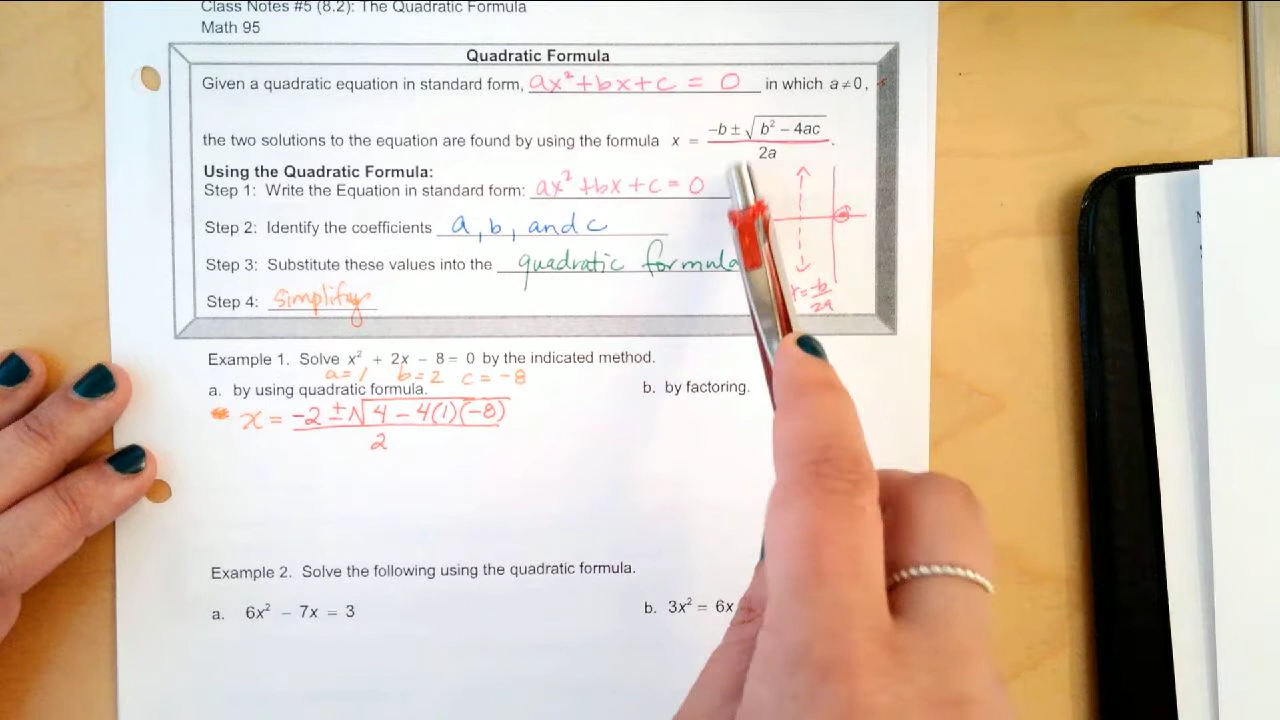 Class Notes #5 (8.2): The Quadratic Formula
Math 95
Quadratic Formula
Given a quadratic equation in standard form, ax² + bx + c = 0 in which a ≠ 0,
the two solutions to the equation are found by using the formula x = (-b ± √(b² - 4ac)) / 2a.
Using the Quadratic Formula:
Step 1: Write the Equation in standard form: ax² + bx + c = 0
Step 2: Identify the coefficients a, b, and c
Step 3: Substitute these values into the quadratic formula
Step 4: Simplify
= -b/2a
Example 1. Solve x² + 2x - 8 = 0 by the indicated method.
a=1 b=2 c=-8
a. by using quadratic formula.
b. by factoring.
* x = (-2 ± √(4 - 4(1)(-8))) / 2
Example 2. Solve the following using the quadratic formula.
a. 6x² - 7x = 3
b. 3x² = 6x